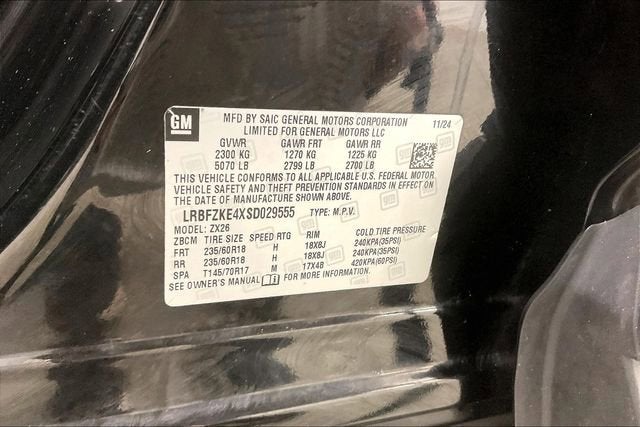 GM
MFD BY SAIC GENERAL MOTORS CORPORATION 11/24
LIMITED FOR GENERAL MOTORS LLC
GVWR GAWR FRT GAWR RR
2300 KG 1270 KG 1225 KG
5070 LB 2799 LB 2700 LB
THIS VEHICLE CONFORMS TO ALL APPLICABLE U.S. FEDERAL MOTOR
VEHICLE SAFETY AND THEFT PREVENTION STANDARDS IN EFFECT ON
THE DATE OF MANUFACTURE SHOWN ABOVE.
LRBFZKE4XSD029555 TYPE: M.P.V.
MODEL: ZX26
ZBCM TIRE SIZE SPEED RTG RIM COLD TIRE PRESSURE
FRT 235/60R18 H 18X8J 240KPA(35PSI)
RR 235/60R18 H 18X8J 240KPA(35PSI)
SPA T145/70R17 M 17X4B 420KPA(60PSI)
SEE OWNER'S MANUAL FOR MORE INFORMATION.